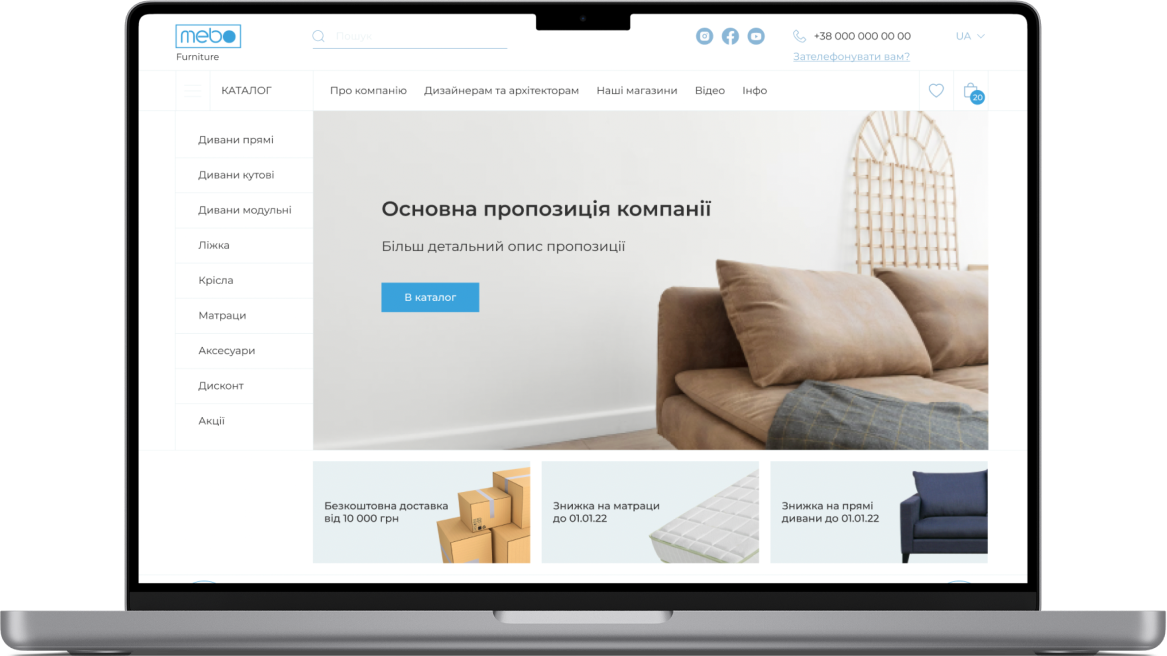 mebo
Furniture
Пошук
+38 000 000 00 00
Зателефонувати вам?
UA
КАТАЛОГ
Про компанію
Дизайнерам та архітекторам
Наші магазини
Відео
Інфо
20
Дивани прямі
Дивани кутові
Дивани модульні
Ліжка
Крісла
Матраци
Аксесуари
Дисконт
Акції
Основна пропозиція компанії
Більш детальний опис пропозиції
В каталог
Безкоштовна доставка
від 10 000 грн
Знижка на матраци
до 01.01.22
Знижка на прямі
дивани до 01.01.22